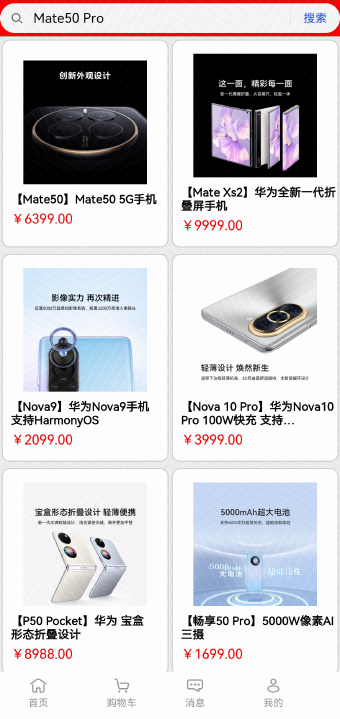 Mate50 Pro
搜索
创新外观设计
【Mate50】Mate50 5G手机
￥6399.00
这一面，精彩每一面
【Mate Xs2】华为全新一代折
叠屏手机
￥9999.00
影像实力 再次精进
【Nova9】华为Nova9手机
支持HarmonyOS
￥2099.00
轻薄设计 焕然新生
【Nova 10 Pro】华为Nova10
Pro 100W快充 支持...
￥3999.00
宝盒形态折叠设计 轻薄便携
【P50 Pocket】华为 宝盒
形态折叠设计
￥8988.00
5000mAh超大电池
5000mAh
大电池
超能续航
【畅享50 Pro】5000W像素AI
三摄
￥1699.00
首页
购物车
消息
我的